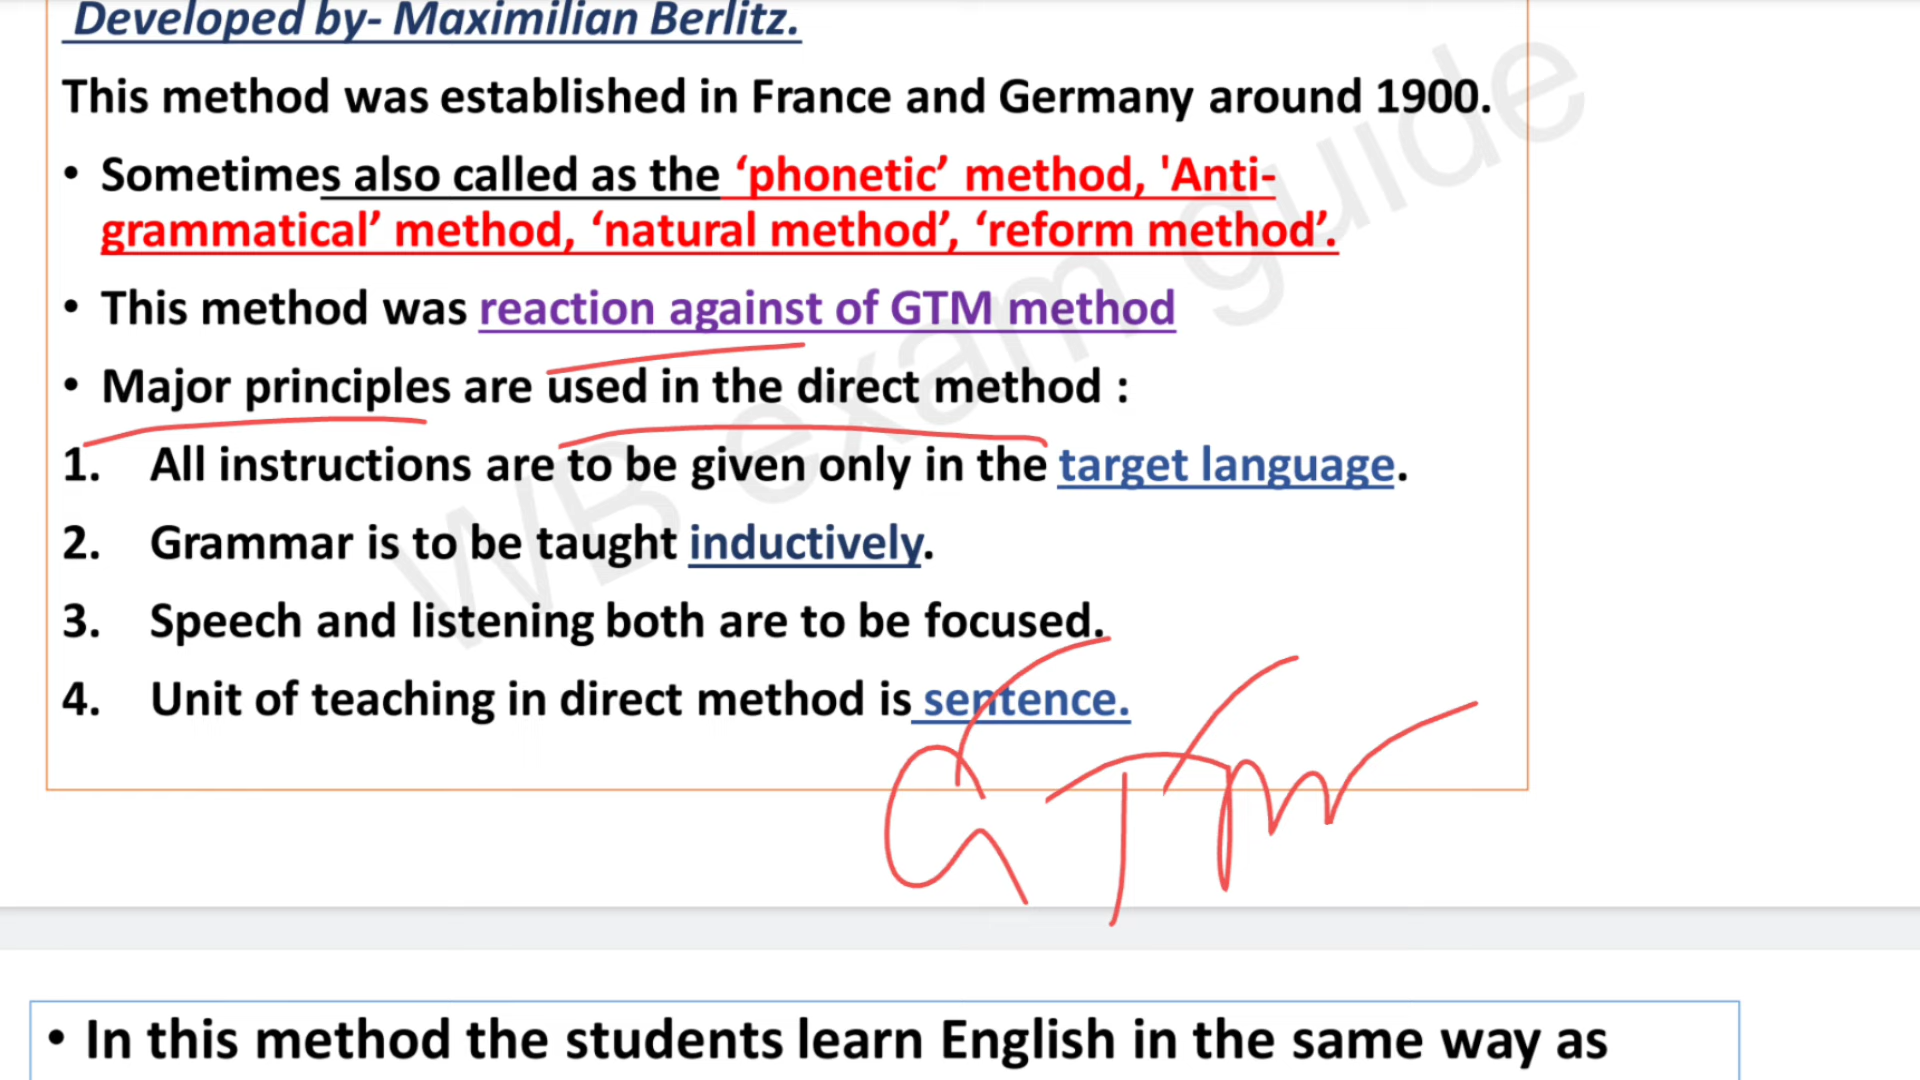 Developed by- Maximilian Berlitz.
This method was established in France and Germany around 1900.
• Sometimes also called as the ‘phonetic’ method, 'Anti-
grammatical’ method, ‘natural method’, ‘reform method’.
• This method was reaction against of GTM method
• Major principles are used in the direct method :
1. All instructions are to be given only in the target language.
2. Grammar is to be taught inductively.
3. Speech and listening both are to be focused.
4. Unit of teaching in direct method is sentence.
GTM
• In this method the students learn English in the same way as
WB exam guide